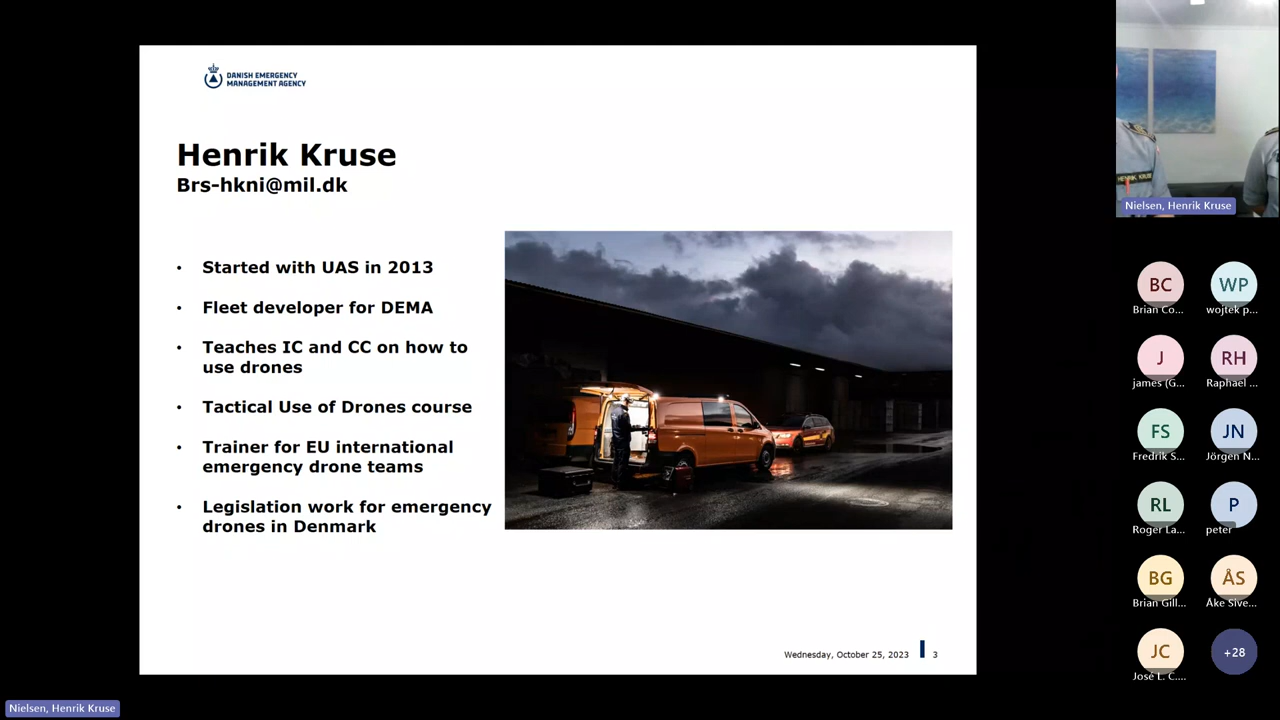 DANISH EMERGENCY
MANAGEMENT AGENCY
Henrik Kruse
Brs-hkni@mil.dk
• Started with UAS in 2013
• Fleet developer for DEMA
• Teaches IC and CC on how to
use drones
• Tactical Use of Drones course
• Trainer for EU international
emergency drone teams
• Legislation work for emergency
drones in Denmark
Wednesday, October 25, 2023
3
HENRIK KRUSE
Nielsen, Henrik Kruse
BC
WP
Brian Co...
wojtek p...
J
RH
james (G...
Raphael ...
FS
JN
Fredrik S...
Jörgen N...
RL
P
Roger La...
peter
BG
ÅS
Brian Gill...
Åke Sive...
JC
+28
José L. C....
Nielsen, Henrik Kruse